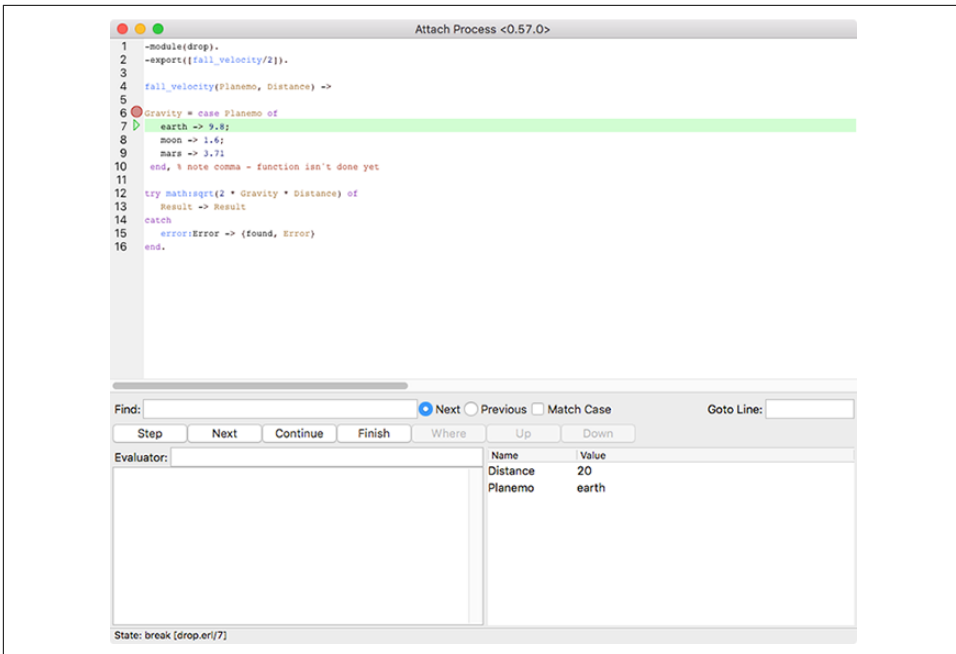 Attach Process <0.57.0>
1 -module(drop).
2 -export([fall_velocity/2]).
3
4 fall_velocity(Planemo, Distance) ->
5
6 Gravity = case Planemo of
7 earth -> 9.8;
8 moon -> 1.6;
9 mars -> 3.71
10 end, % note comma - function isn't done yet
11
12 try math:sqrt(2 * Gravity * Distance) of
13 Result -> Result
14 catch
15 error:Error -> {found, Error}
16 end.
Find: Next Previous Match Case Goto Line:
Step Next Continue Finish Where Up Down
Evaluator: Name Value
Distance 20
Planemo earth
State: break [drop.erl/7]